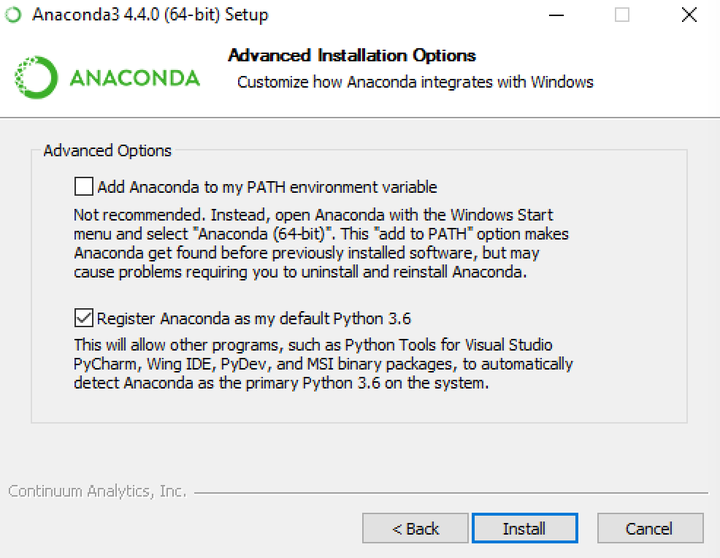 Anaconda3 4.4.0 (64-bit) Setup
Advanced Installation Options
ANACONDA
Customize how Anaconda integrates with Windows
Advanced Options
Add Anaconda to my PATH environment variable
Not recommended. Instead, open Anaconda with the Windows Start
menu and select "Anaconda (64-bit)". This "add to PATH" option makes
Anaconda get found before previously installed software, but may
cause problems requiring you to uninstall and reinstall Anaconda.
Register Anaconda as my default Python 3.6
This will allow other programs, such as Python Tools for Visual Studio
PyCharm, Wing IDE, PyDev, and MSI binary packages, to automatically
detect Anaconda as the primary Python 3.6 on the system.
Continuum Analytics, Inc.
< Back Install Cancel